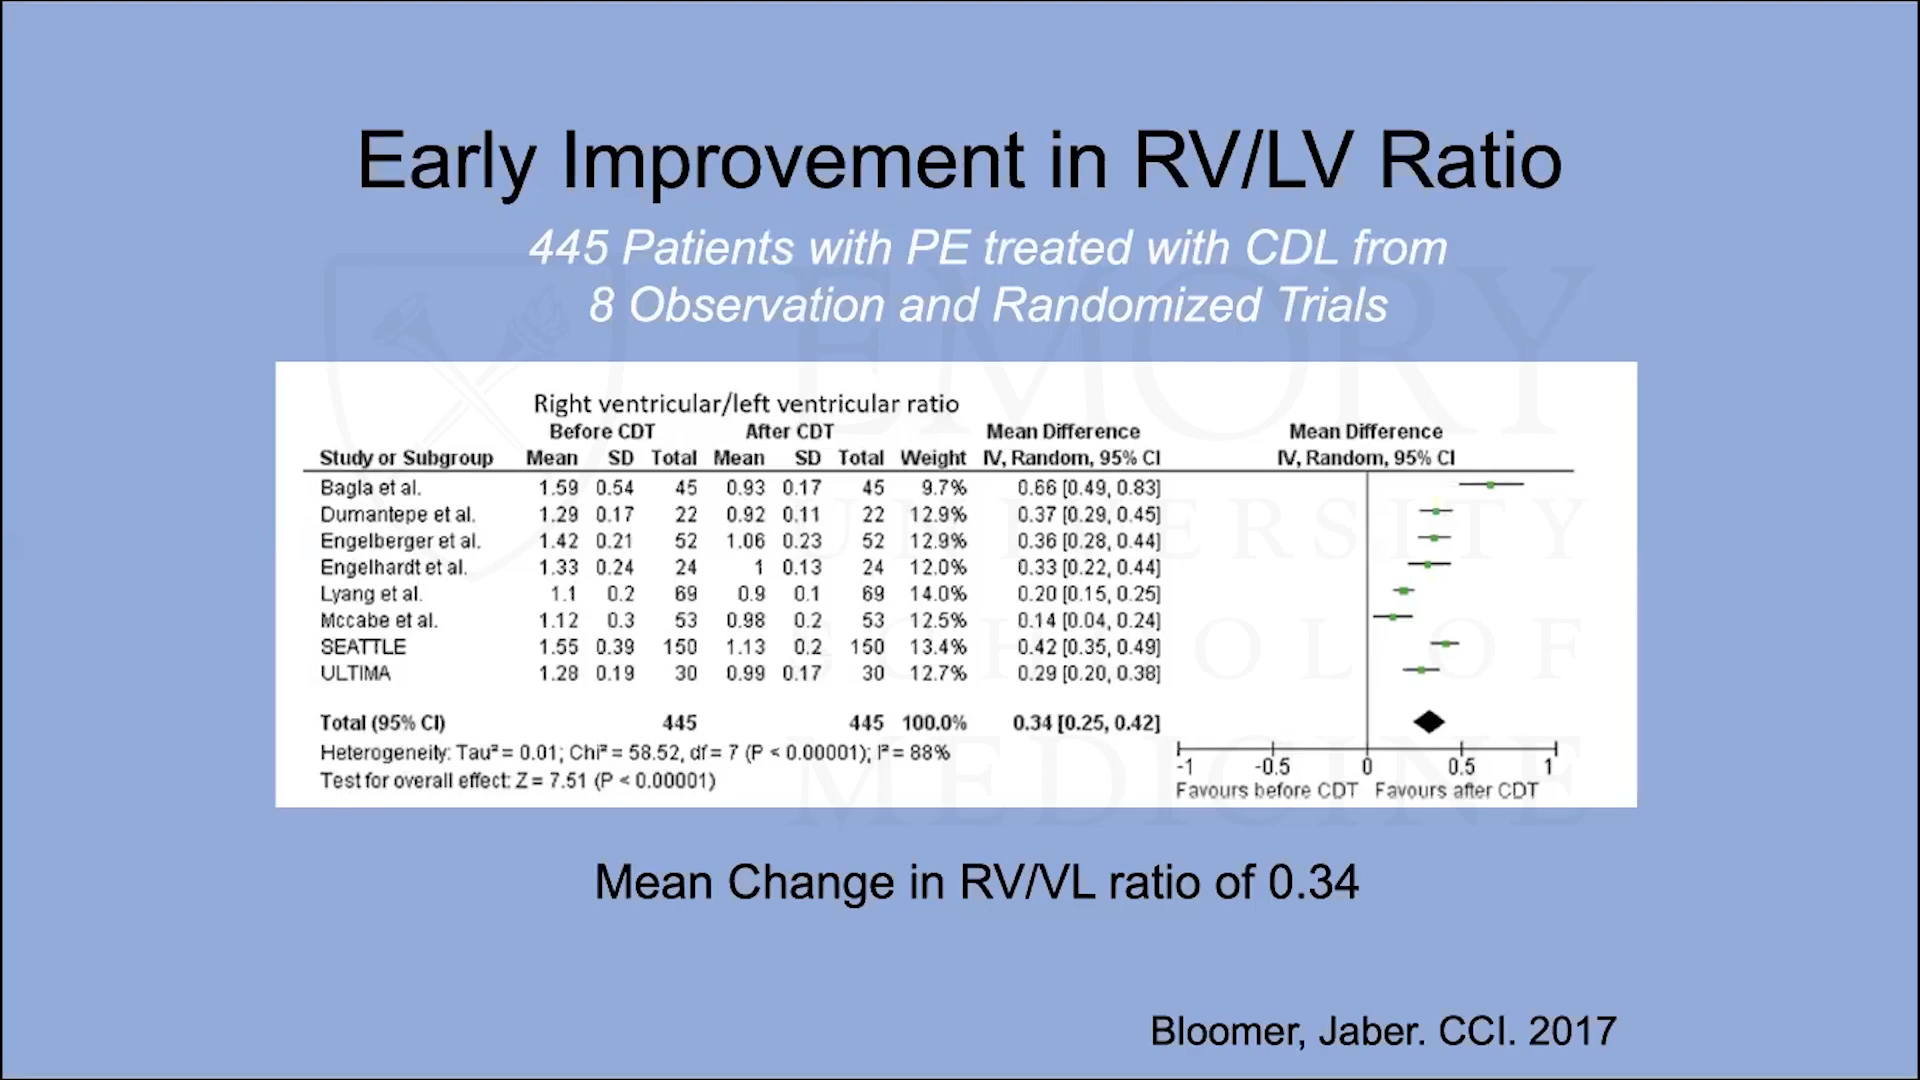 Early Improvement in RV/LV Ratio
445 Patients with PE treated with CDL from
8 Observation and Randomized Trials
Right ventricular/left ventricular ratio
Before CDT After CDT Mean Difference Mean Difference
Study or Subgroup Mean SD Total Mean SD Total Weight IV, Random, 95% CI IV, Random, 95% CI
Bagla et al. 1.59 0.54 45 0.93 0.17 45 9.7% 0.66 [0.49, 0.83]
Dumantepe et al. 1.29 0.17 22 0.92 0.11 22 12.9% 0.37 [0.29, 0.45]
Engelberger et al. 1.42 0.21 52 1.06 0.23 52 12.9% 0.36 [0.28, 0.44]
Engelhardt et al. 1.33 0.24 24 1 0.13 24 12.0% 0.33 [0.22, 0.44]
Lyang et al. 1.1 0.2 69 0.9 0.1 69 14.0% 0.20 [0.15, 0.25]
Mccabe et al. 1.12 0.3 53 0.98 0.2 53 12.5% 0.14 [0.04, 0.24]
SEATTLE 1.55 0.39 150 1.13 0.2 150 13.4% 0.42 [0.35, 0.49]
ULTIMA 1.28 0.19 30 0.99 0.17 30 12.7% 0.29 [0.20, 0.38]
Total (95% CI) 445 445 100.0% 0.34 [0.25, 0.42]
Heterogeneity: Tau² = 0.01; Chi² = 58.52, df = 7 (P < 0.00001); I² = 88%
Test for overall effect: Z = 7.51 (P < 0.00001)
-1 -0.5 0 0.5 1
Favours before CDT Favours after CDT
Mean Change in RV/VL ratio of 0.34
Bloomer, Jaber. CCI. 2017
EMORY
UNIVERSITY
SCHOOL OF
MEDICINE